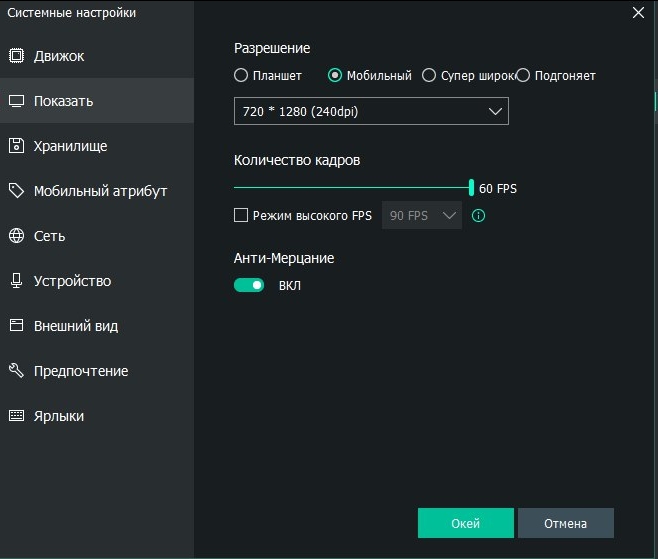 Системные настройки
Движок
Показать
Хранилище
Мобильный атрибут
Сеть
Устройство
Внешний вид
Предпочтение
Ярлыки
Разрешение
Планшет Мобильный Супер широк Подгоняет
720 * 1280 (240dpi)
Количество кадров
60 FPS
Режим высокого FPS 90 FPS
Анти-Мерцание
ВКЛ
Окей Отмена